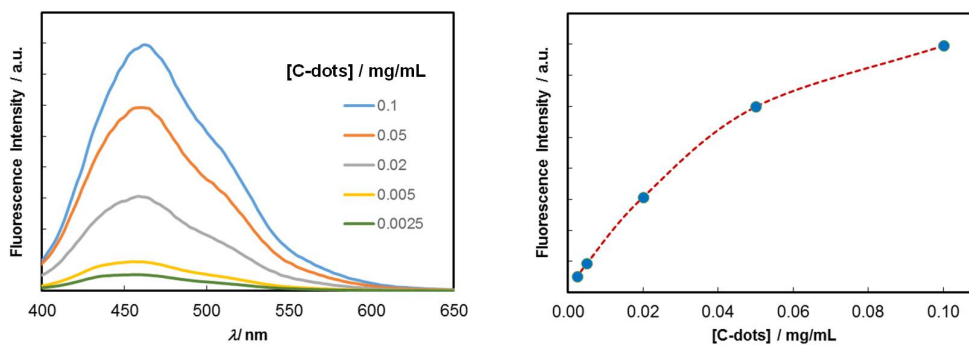 Fluorescence Intensity / a.u.
[C-dots] / mg/mL
0.1
0.05
0.02
0.005
0.0025
400 450 500 550 600 650
λ/ nm
Fluorescence Intensity / a.u.
0.00 0.02 0.04 0.06 0.08 0.10
[C-dots] / mg/mL